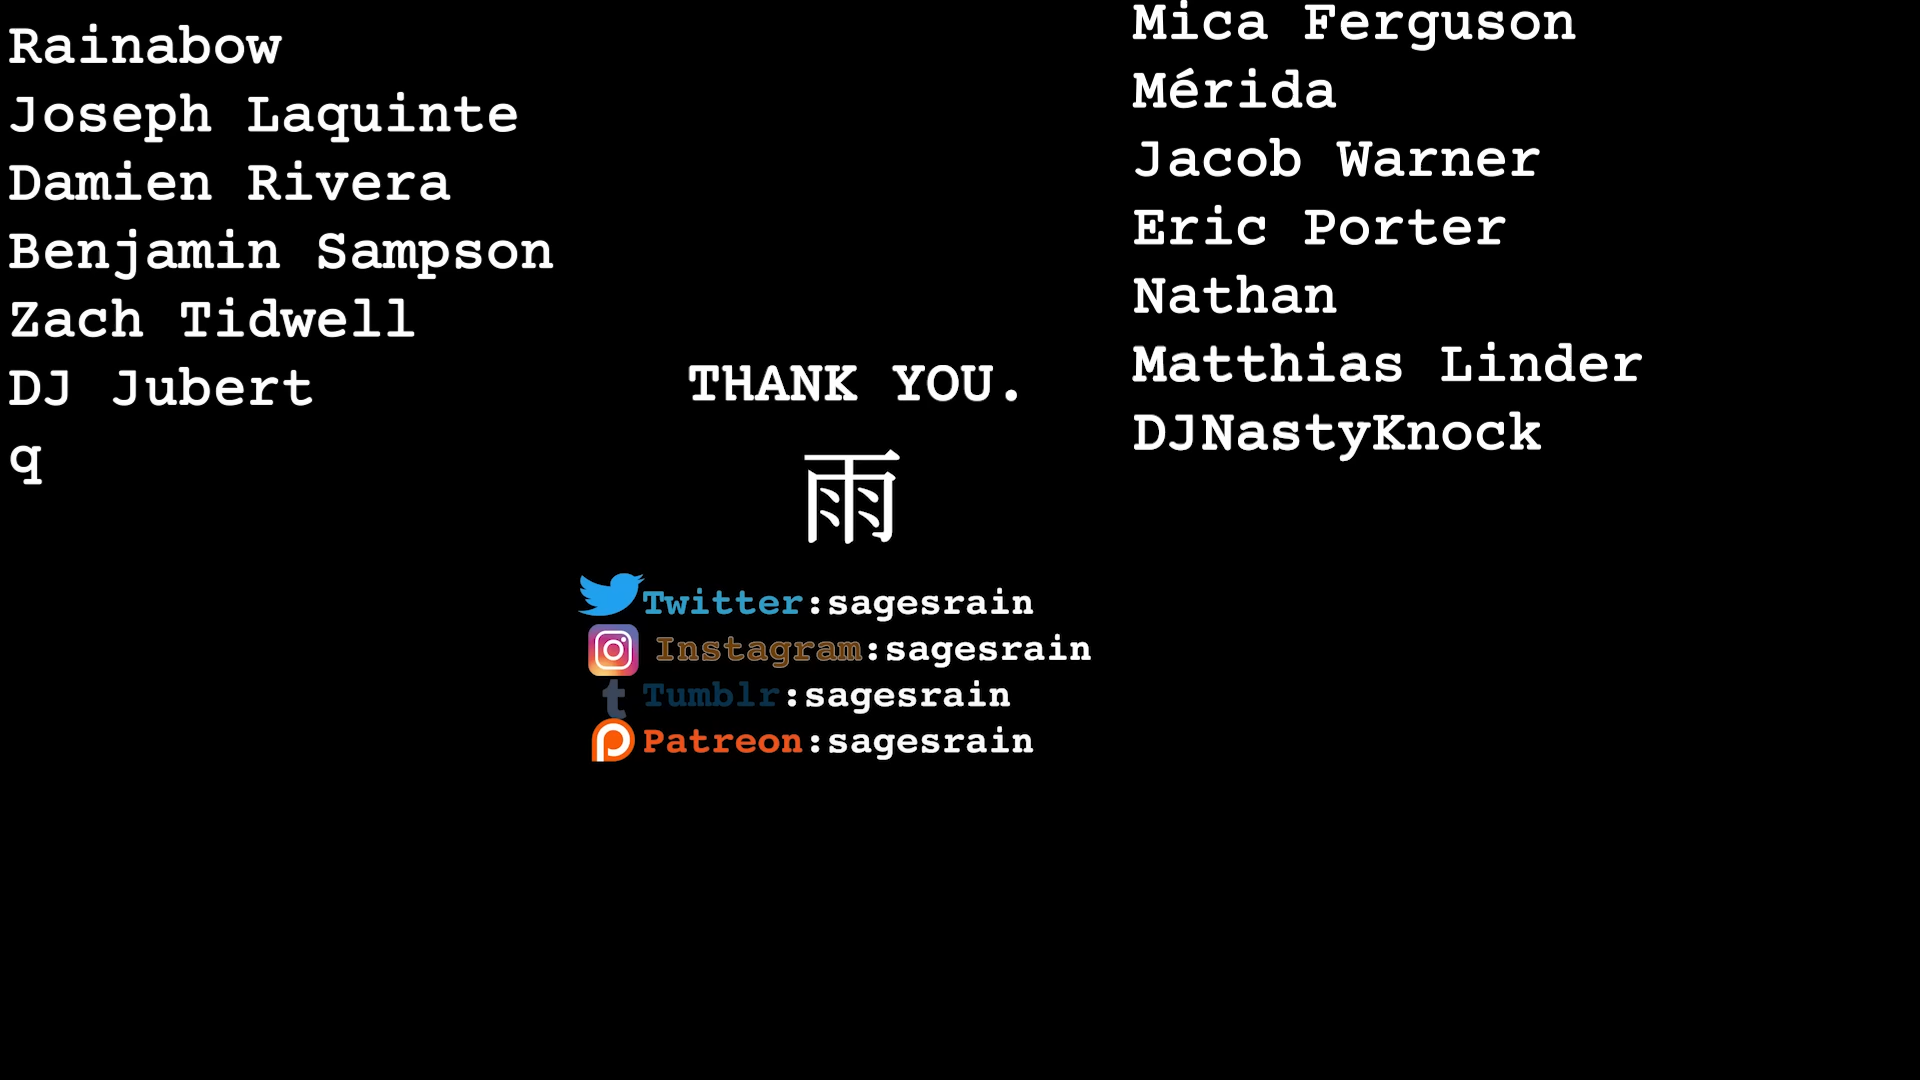 Rainabow
Joseph Laquinte
Damien Rivera
Benjamin Sampson
Zach Tidwell
DJ Jubert
q
THANK YOU.
雨
Twitter:sagesrain
Instagram:sagesrain
Tumblr:sagesrain
Patreon:sagesrain
Mica Ferguson
Mérida
Jacob Warner
Eric Porter
Nathan
Matthias Linder
DJNastyKnock